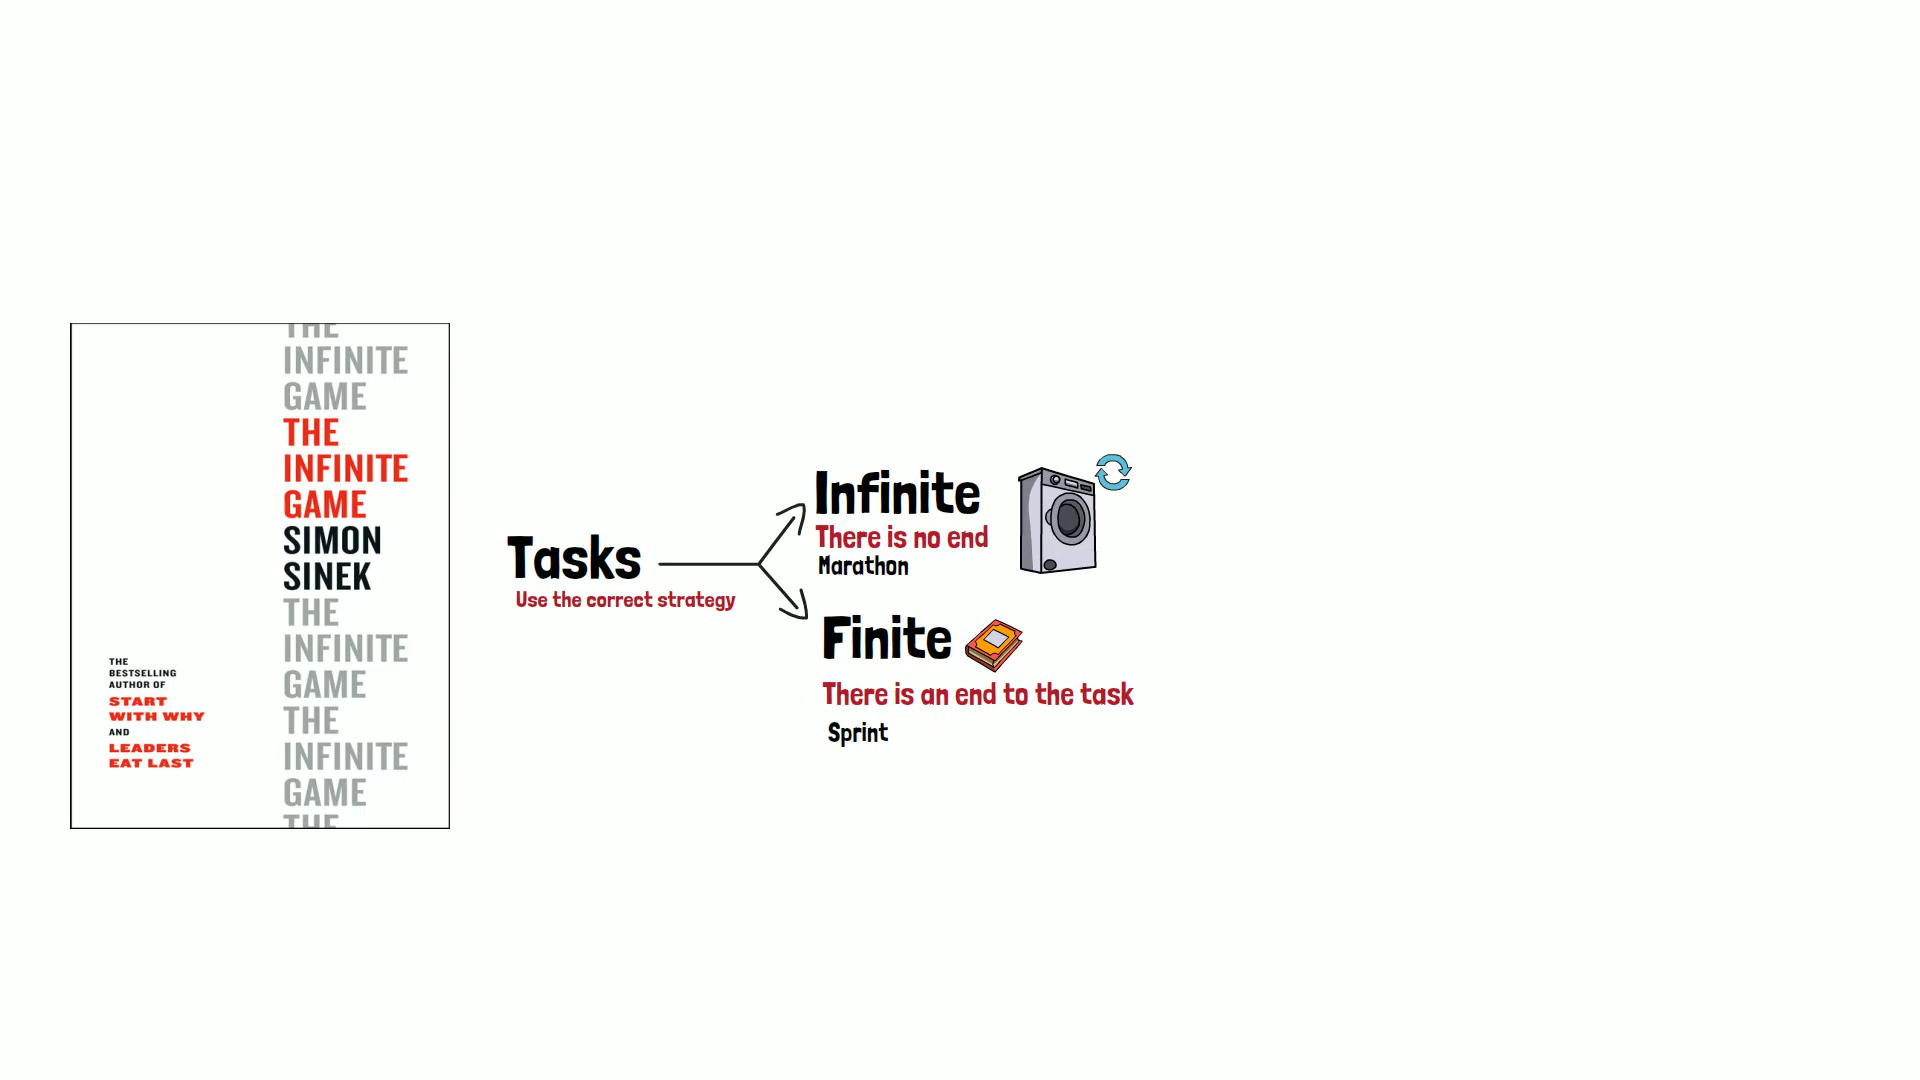 THE
INFINITE
GAME
THE
INFINITE
GAME
SIMON
SINEK
THE
INFINITE
GAME
THE
INFINITE
GAME
THE
THE
BESTSELLING
AUTHOR OF
START
WITH WHY
AND
LEADERS
EAT LAST
Tasks
Use the correct strategy
Infinite
There is no end
Marathon
Finite
There is an end to the task
Sprint